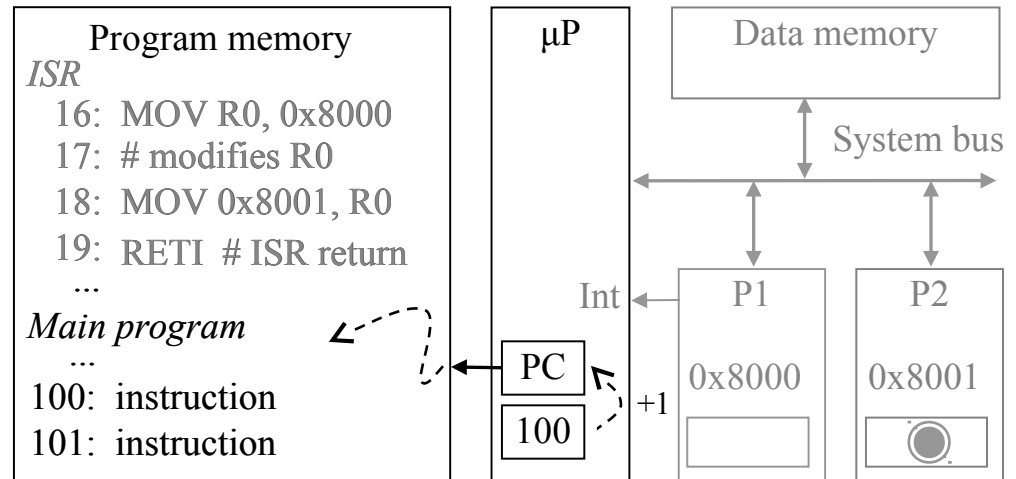 Program memory
ISR
16: MOV R0, 0x8000
17: # modifies R0
18: MOV 0x8001, R0
19: RETI # ISR return
...
Main program
...
100: instruction
101: instruction
μP
Int
PC
100
+1
Data memory
System bus
P1
0x8000
P2
0x8001